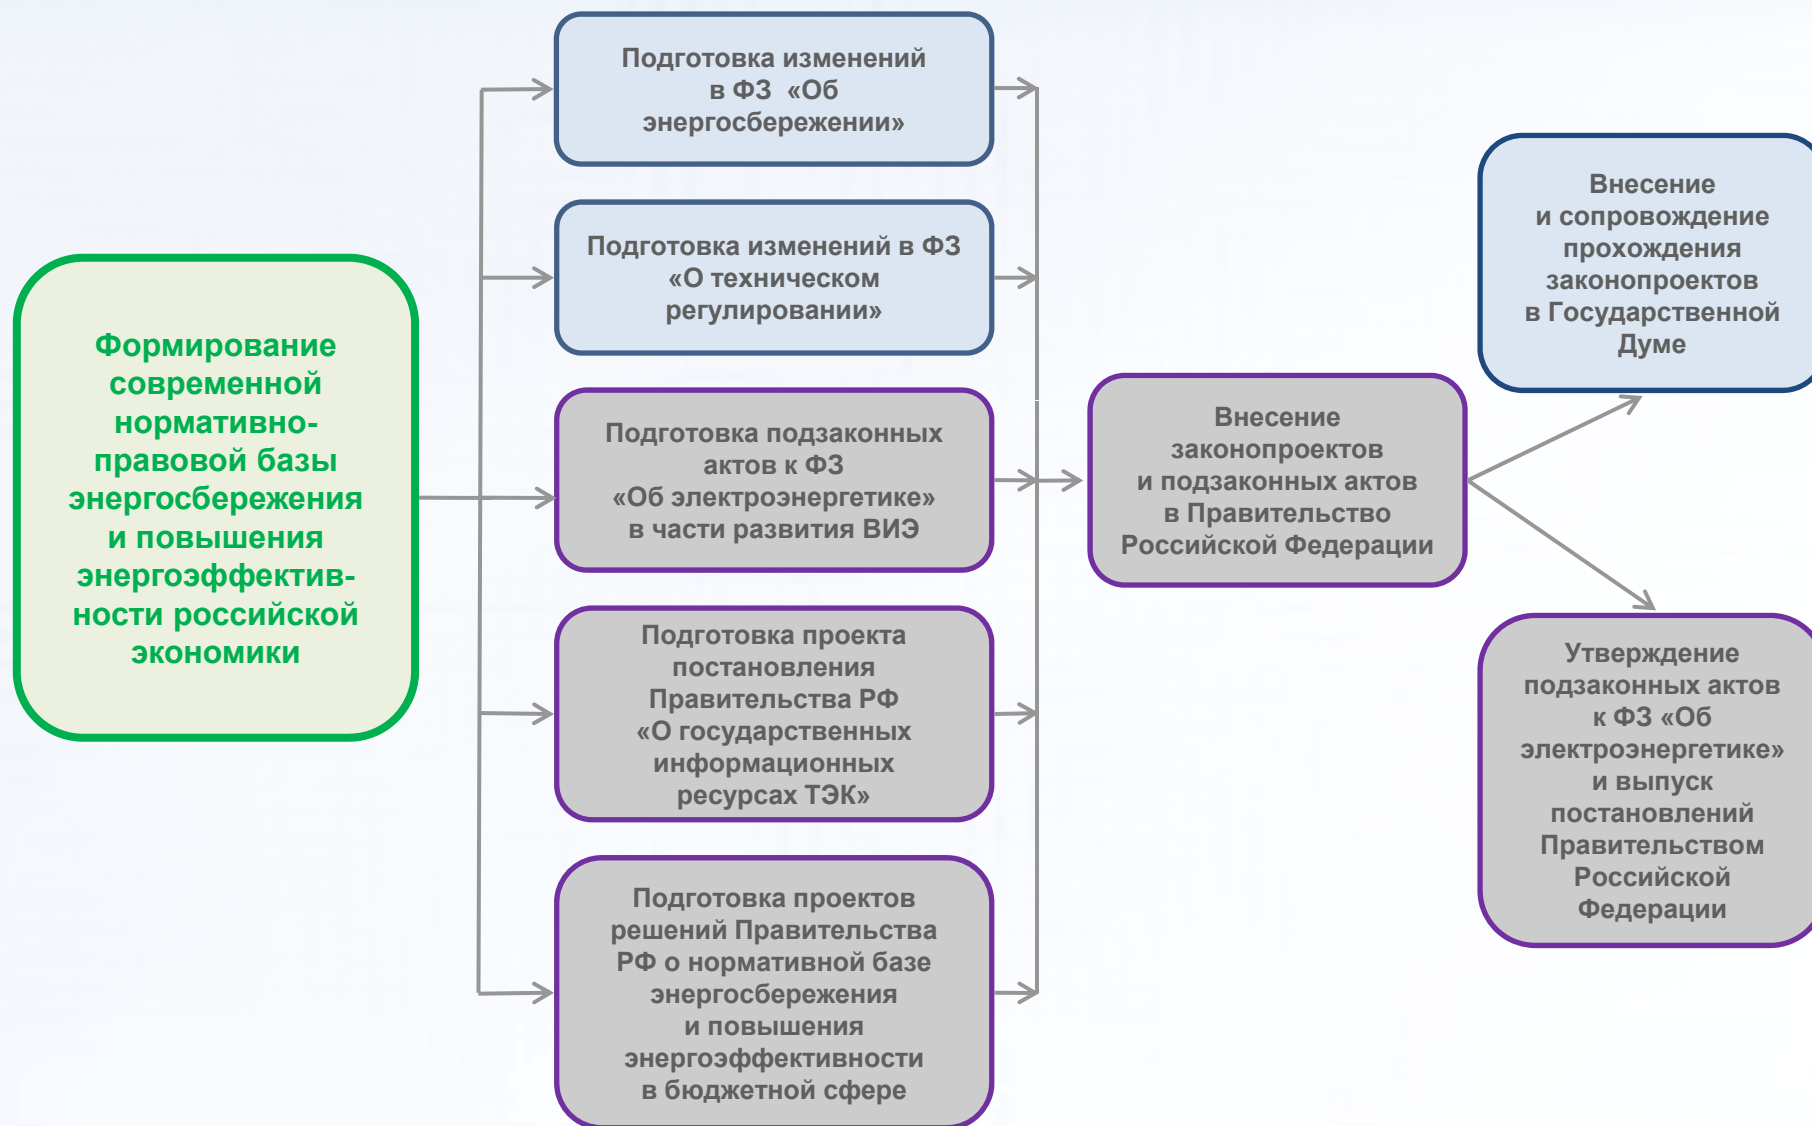 Формирование
современной
нормативно-
правовой базы
энергосбережения
и повышения
энергоэффектив-
ности российской
экономики
Подготовка изменений
в ФЗ «Об
энергосбережении»
Подготовка изменений в ФЗ
«О техническом
регулировании»
Подготовка подзаконных
актов к ФЗ
«Об электроэнергетике»
в части развития ВИЭ
Подготовка проекта
постановления
Правительства РФ
«О государственных
информационных
ресурсах ТЭК»
Подготовка проектов
решений Правительства
РФ о нормативной базе
энергосбережения
и повышения
энергоэффективности
в бюджетной сфере
Внесение
законопроектов
и подзаконных актов
в Правительство
Российской Федерации
Внесение
и сопровождение
прохождения
законопроектов
в Государственной
Думе
Утверждение
подзаконных актов
к ФЗ «Об
электроэнергетике»
и выпуск
постановлений
Правительством
Российской
Федерации